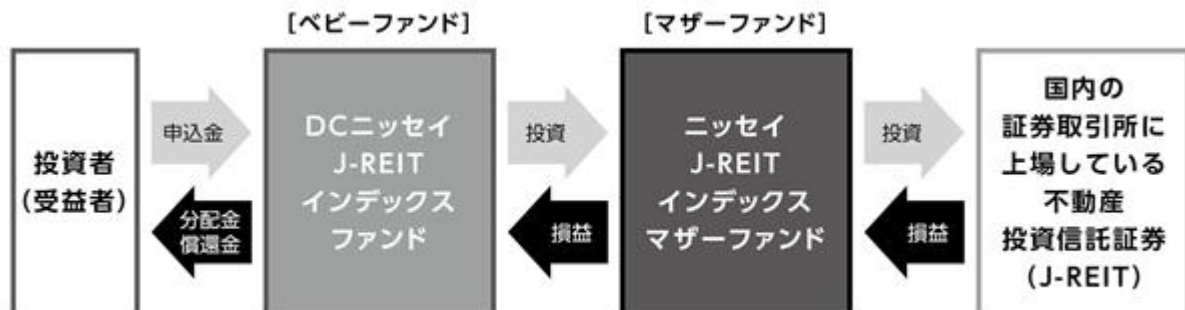 [ベビーファンド]
[マザーファンド]
投資者
(受益者)
申込金
分配金
償還金
DCニッセイ
J-REIT
インデックス
ファンド
投資
損益
ニッセイ
J-REIT
インデックス
マザーファンド
投資
損益
国内の
証券取引所に
上場している
不動産
投資信託証券
(J-REIT)